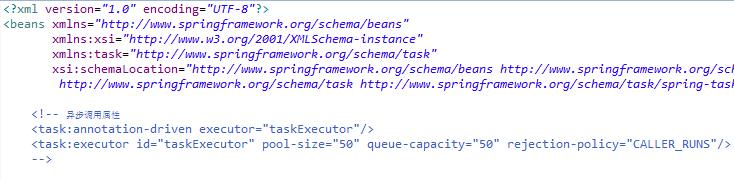 <?xml version="1.0" encoding="UTF-8"?>
<beans xmlns="http://www.springframework.org/schema/beans"
xmlns:xsi="http://www.w3.org/2001/XMLSchema-instance"
xmlns:task="http://www.springframework.org/schema/task"
xsi:schemaLocation="http://www.springframework.org/schema/beans http://www.springframework.org/sch
http://www.springframework.org/schema/task http://www.springframework.org/schema/task/spring-task
<!-- 异步调用属性
<task:annotation-driven executor="taskExecutor"/>
<task:executor id="taskExecutor" pool-size="50" queue-capacity="50" rejection-policy="CALLER_RUNS"/>
-->